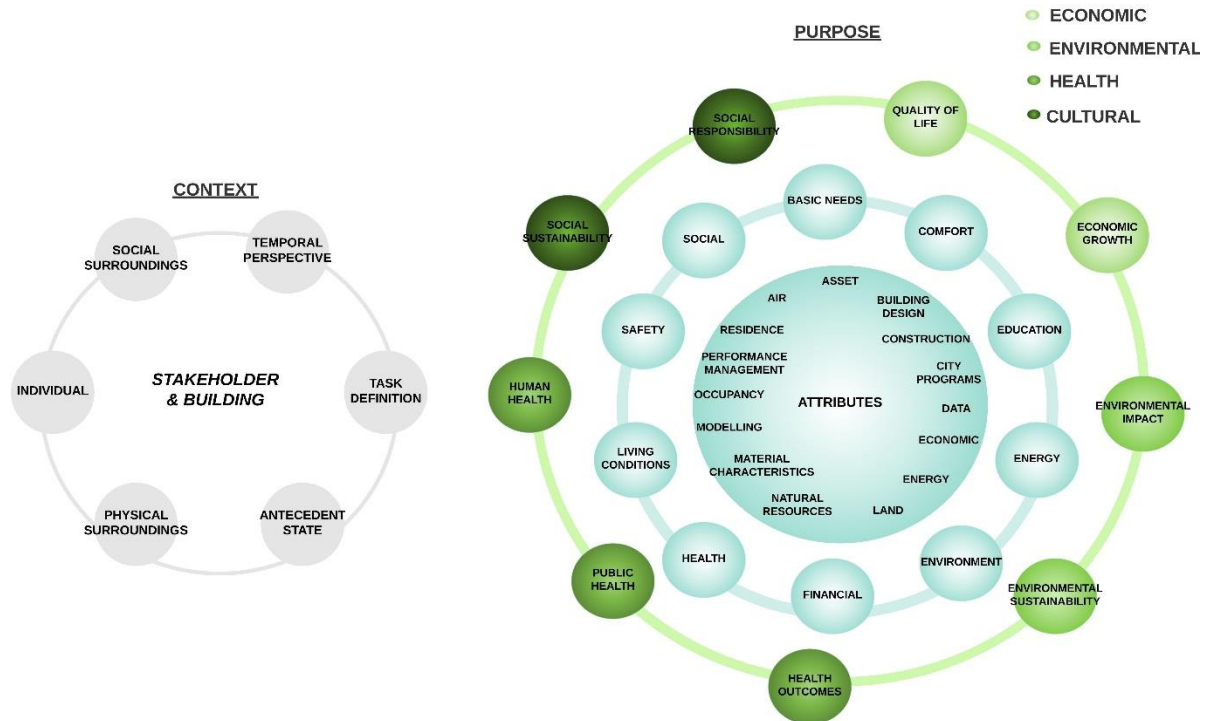 CONTEXT
SOCIAL
SURROUNDINGS
TEMPORAL
PERSPECTIVE
INDIVIDUAL
STAKEHOLDER
& BUILDING
TASK
DEFINITION
PHYSICAL
SURROUNDINGS
ANTECEDENT
STATE
PURPOSE
ECONOMIC
ENVIRONMENTAL
HEALTH
CULTURAL
SOCIAL
RESPONSIBILITY
QUALITY OF
LIFE
SOCIAL
SUSTAINABILITY
ECONOMIC
GROWTH
HUMAN
HEALTH
ENVIRONMENTAL
IMPACT
PUBLIC
HEALTH
ENVIRONMENTAL
SUSTAINABILITY
HEALTH
OUTCOMES
BASIC NEEDS
SOCIAL
COMFORT
SAFETY
EDUCATION
LIVING
CONDITIONS
ENERGY
HEALTH
ENVIRONMENT
FINANCIAL
ASSET
AIR
BUILDING
DESIGN
RESIDENCE
CONSTRUCTION
PERFORMANCE
MANAGEMENT
CITY
PROGRAMS
OCCUPANCY
ATTRIBUTES
DATA
MODELLING
ECONOMIC
MATERIAL
CHARACTERISTICS
ENERGY
NATURAL
RESOURCES
LAND